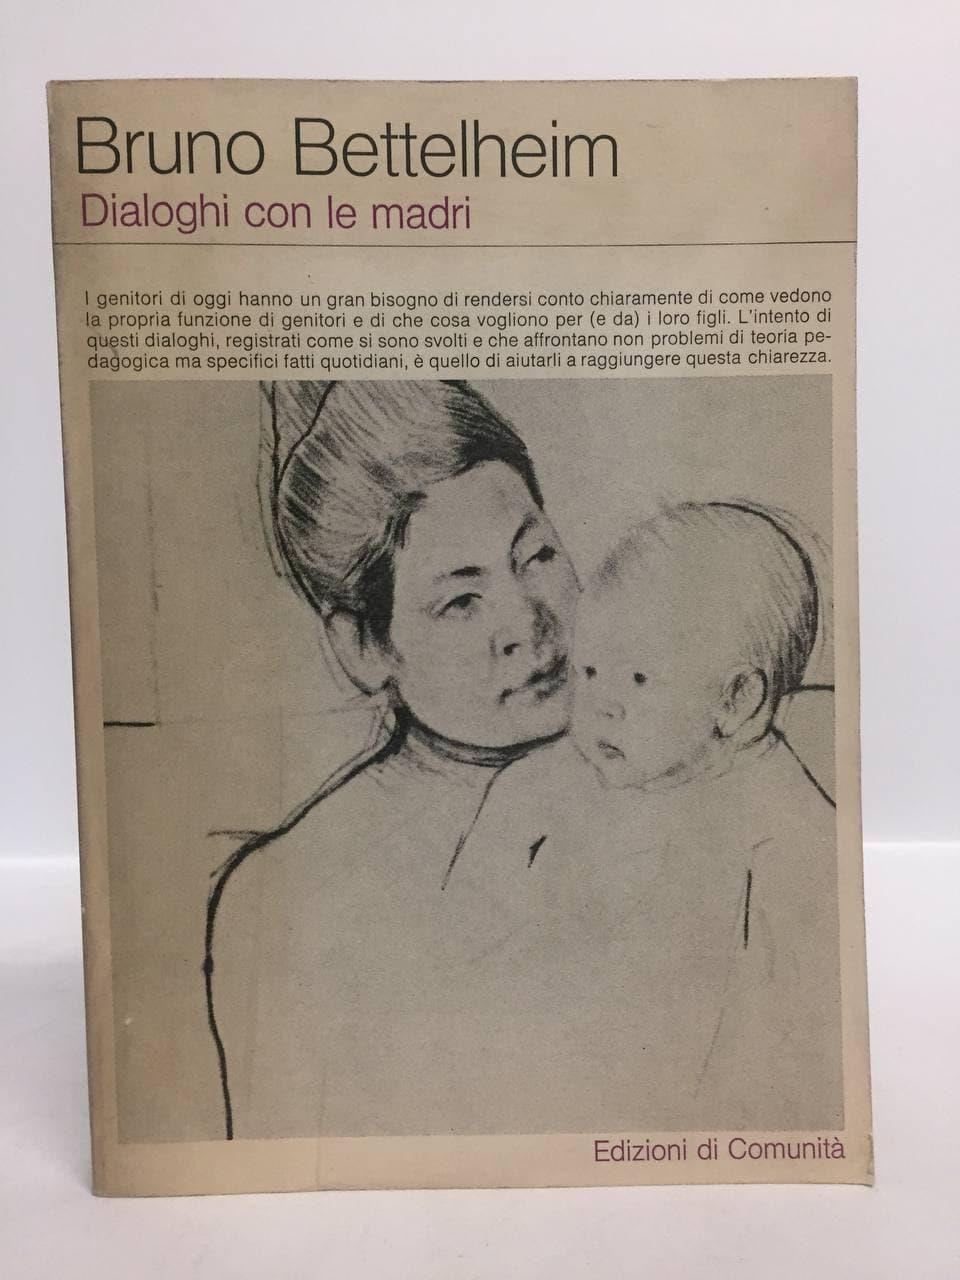 Bruno Bettelheim
Dialoghi con le madri
I genitori di oggi hanno un gran bisogno di rendersi conto chiaramente di come vedono
la propria funzione di genitori e di che cosa vogliono per (e da) i loro figli. L'intento di
questi dialoghi, registrati come si sono svolti e che affrontano non problemi di teoria pe-
dagogica ma specifici fatti quotidiani, è quello di aiutarli a raggiungere questa chiarezza.
Edizioni di Comunità